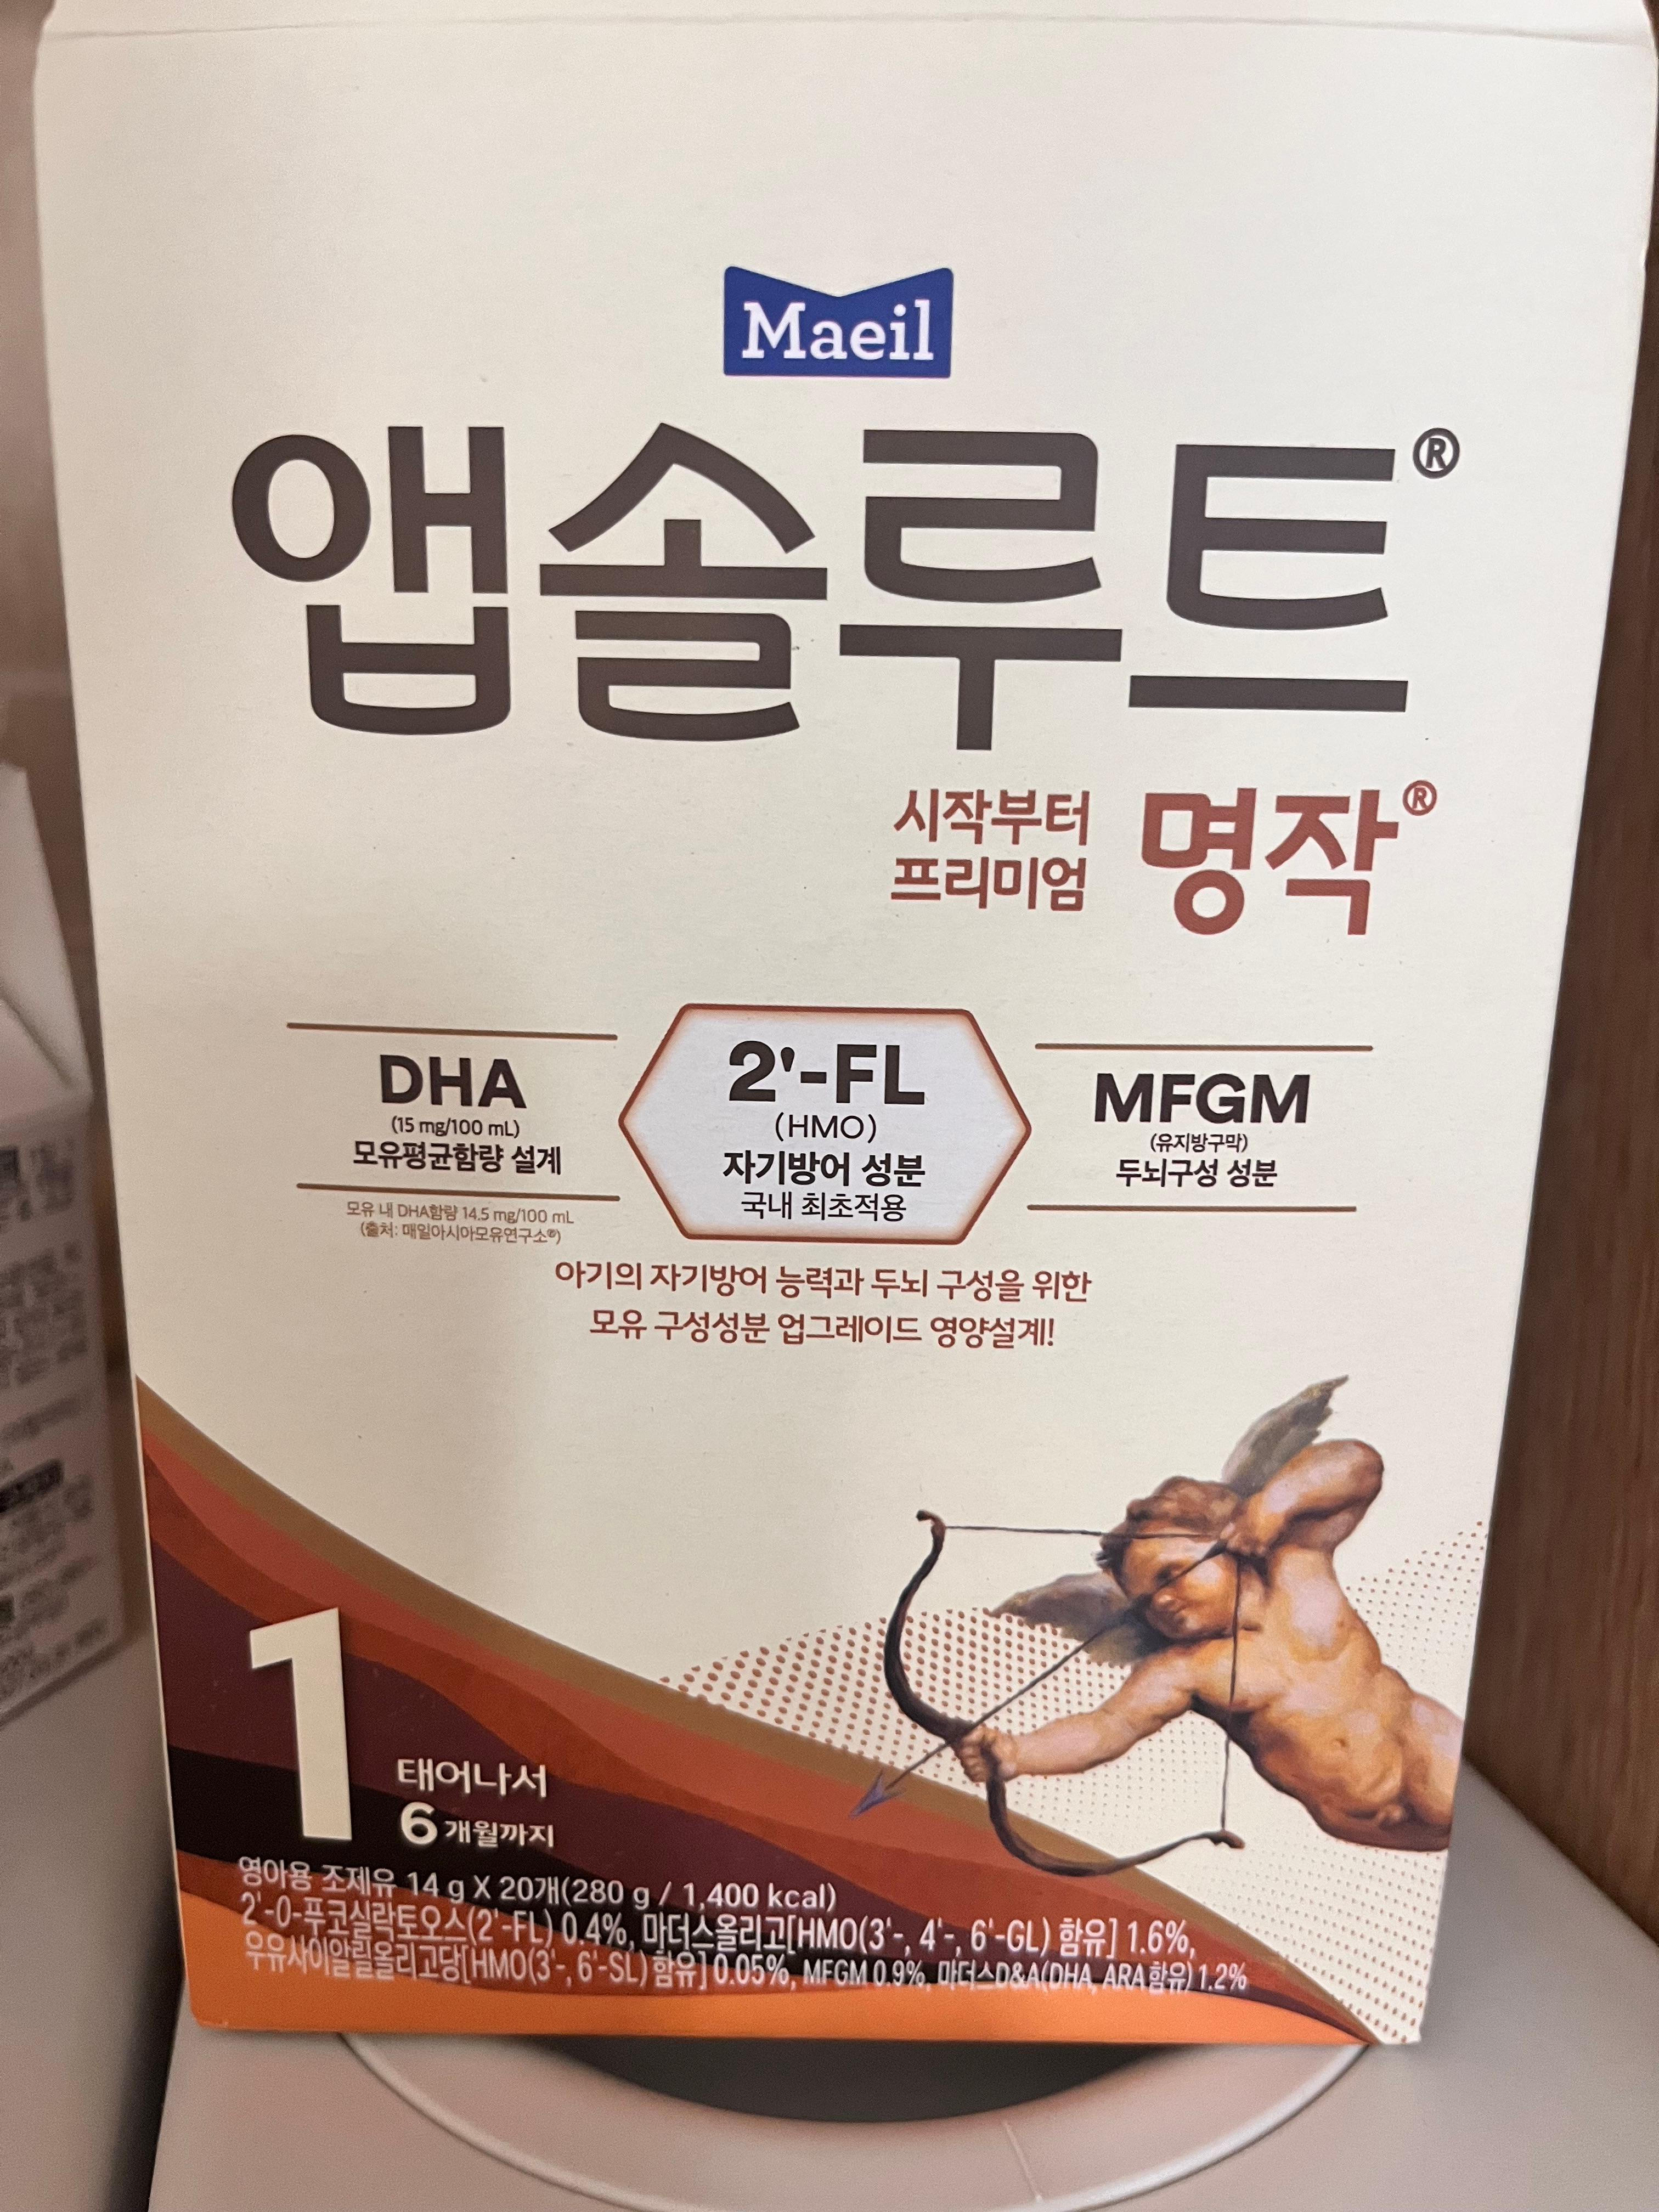 Maeil
앱솔루트®
시작부터
프리미엄 명작®
DHA
(15 mg/100 mL)
모유평균함량 설계
모유 내 DHA함량 14.5 mg/100 mL
(출처: 매일아시아모유연구소®)
2'-FL
(HMO)
자기방어 성분
국내 최초적용
MFGM
(유지방구막)
두뇌구성 성분
아기의 자기방어 능력과 두뇌 구성을 위한
모유 구성성분 업그레이드 영양설계!
1
태어나서
6개월까지
영아용 조제유 14 g X 20개(280 g / 1,400 kcal)
2'-O-푸코실락토오스(2'-FL) 0.4%, 마더스올리고[HMO(3'-, 4'-, 6'-GL) 함유] 1.6%,
우유사이알릴올리고당[HMO(3'-, 6'-SL) 함유] 0.05%, MFGM 0.9%, 마더스D&A(DHA, ARA 함유) 1.2%